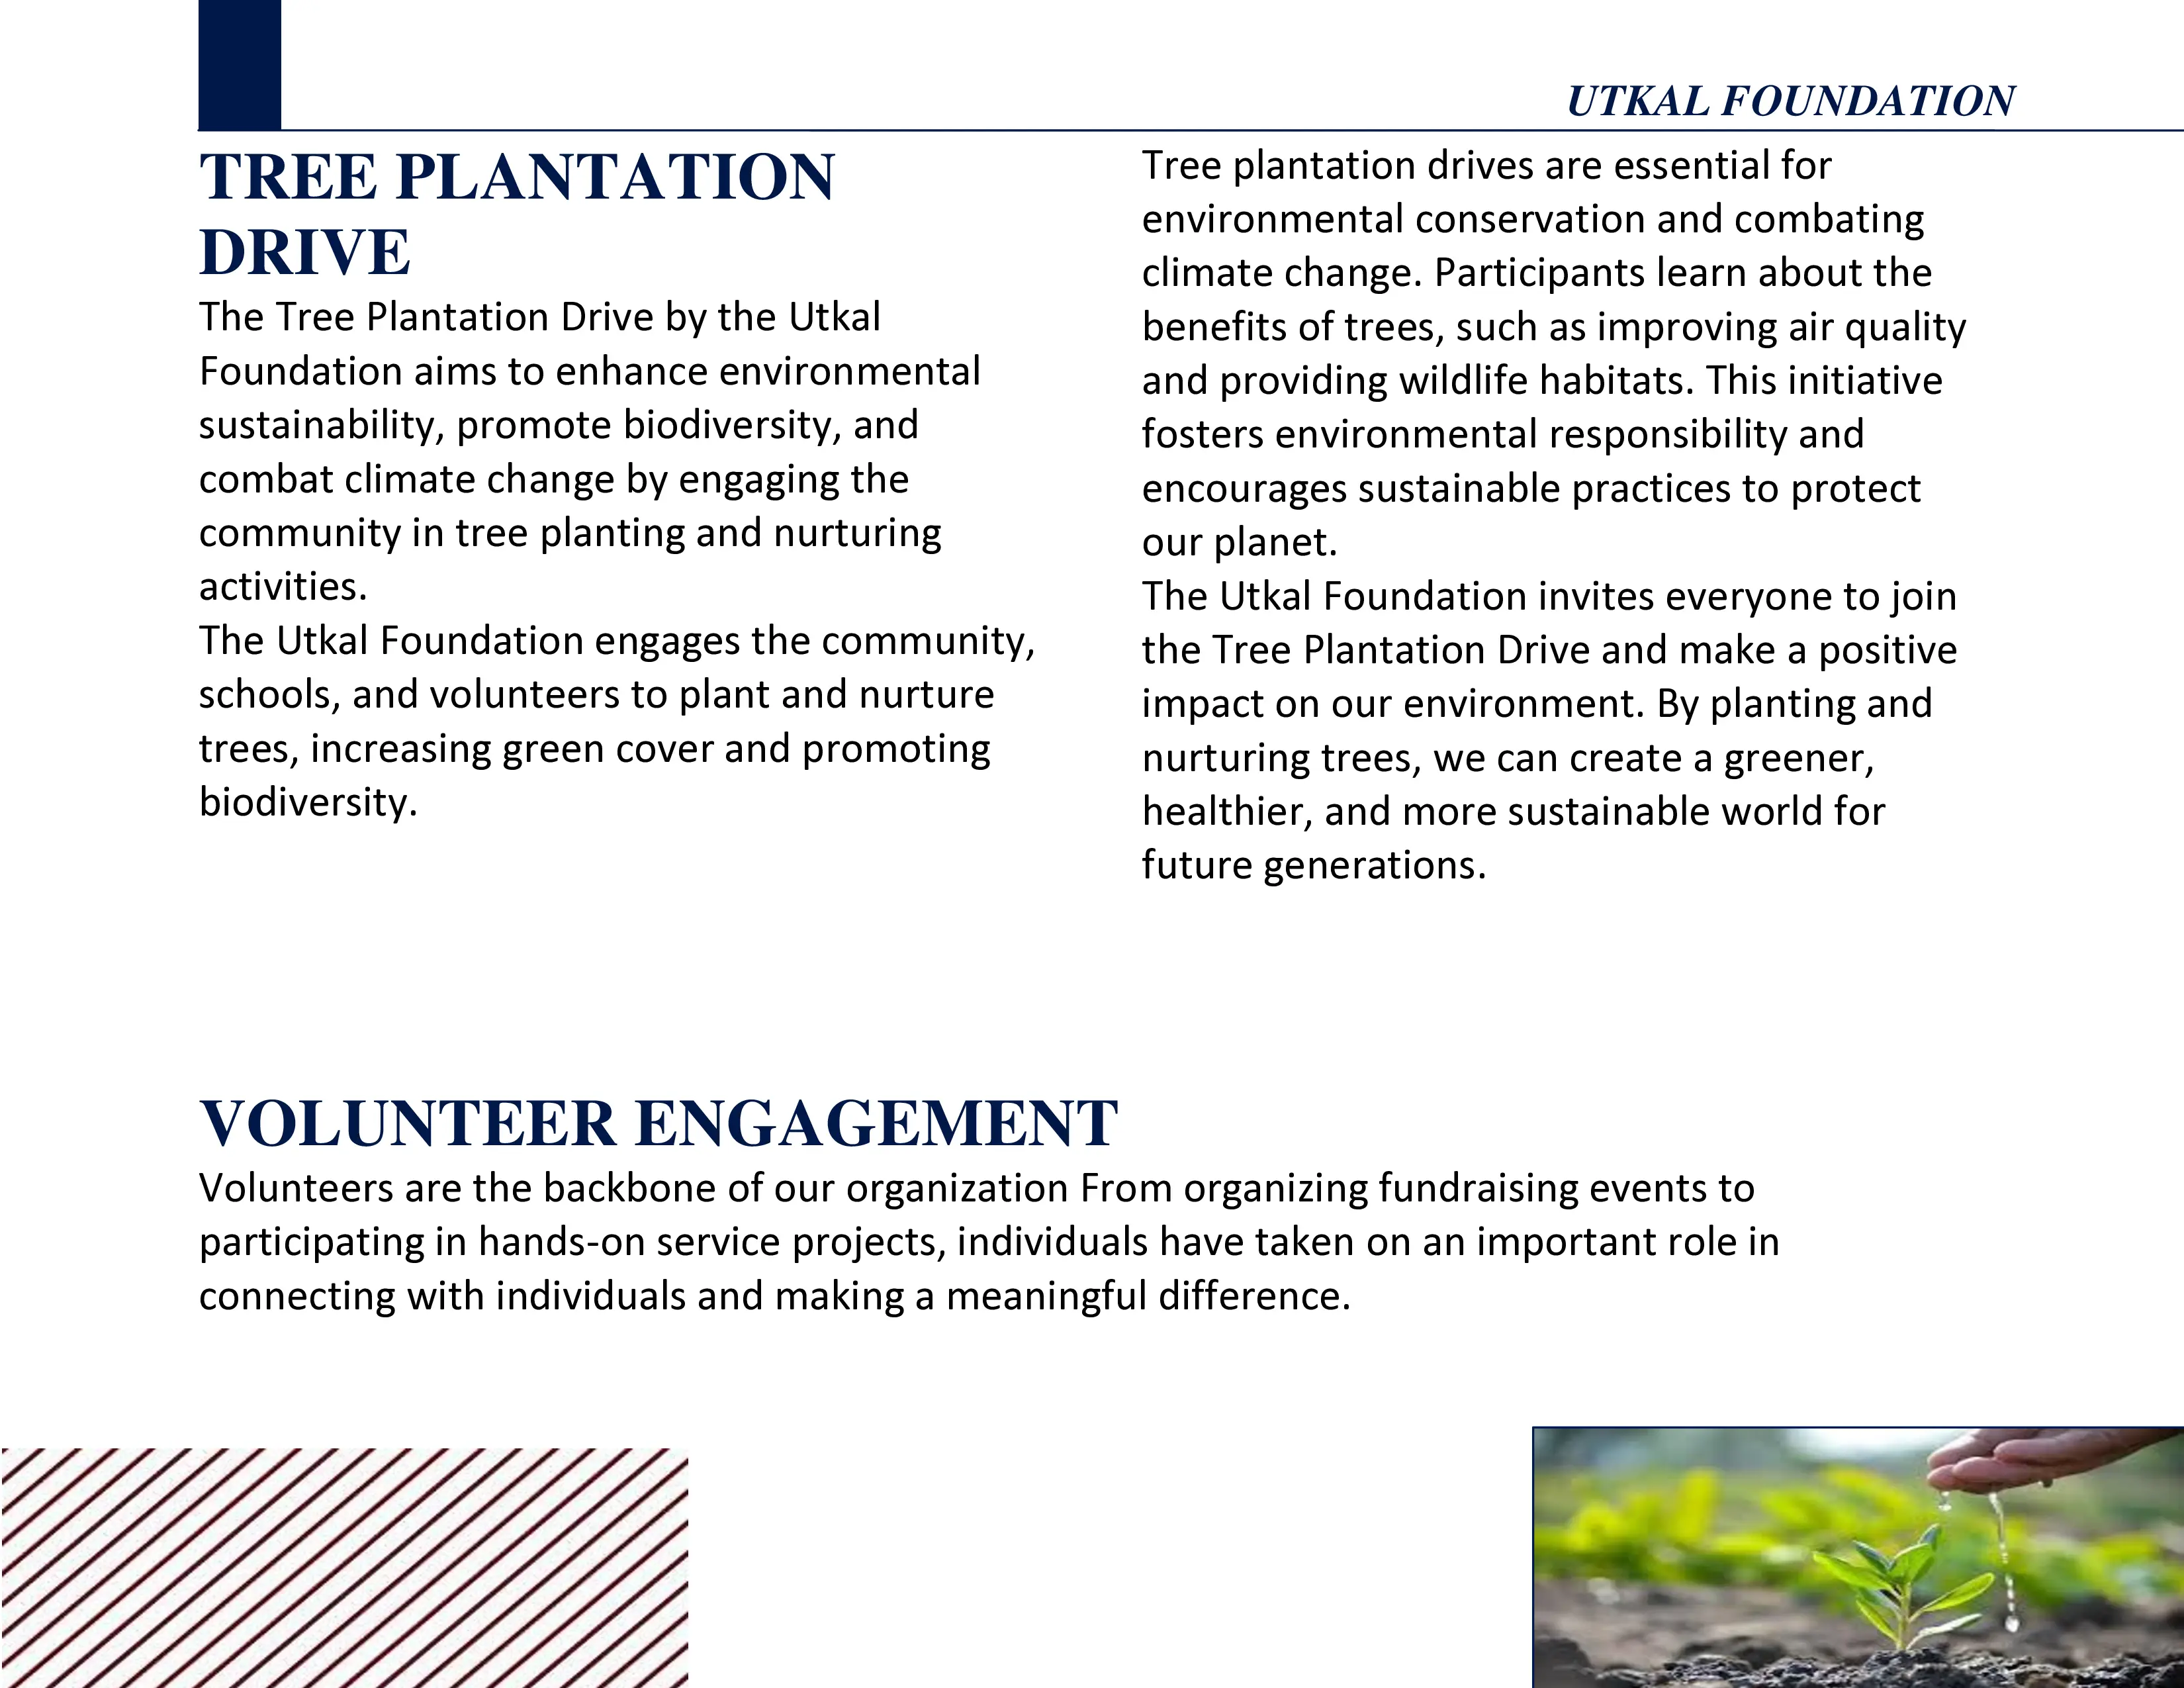 UTKAL FOUNDATION
TREE PLANTATION
DRIVE
The Tree Plantation Drive by the Utkal
Foundation aims to enhance environmental
sustainability, promote biodiversity, and
combat climate change by engaging the
community in tree planting and nurturing
activities.
The Utkal Foundation engages the community,
schools, and volunteers to plant and nurture
trees, increasing green cover and promoting
biodiversity.
Tree plantation drives are essential for
environmental conservation and combating
climate change. Participants learn about the
benefits of trees, such as improving air quality
and providing wildlife habitats. This initiative
fosters environmental responsibility and
encourages sustainable practices to protect
our planet.
The Utkal Foundation invites everyone to join
the Tree Plantation Drive and make a positive
impact on our environment. By planting and
nurturing trees, we can create a greener,
healthier, and more sustainable world for
future generations.
VOLUNTEER ENGAGEMENT
Volunteers are the backbone of our organization From organizing fundraising events to
participating in hands-on service projects, individuals have taken on an important role in
connecting with individuals and making a meaningful difference.